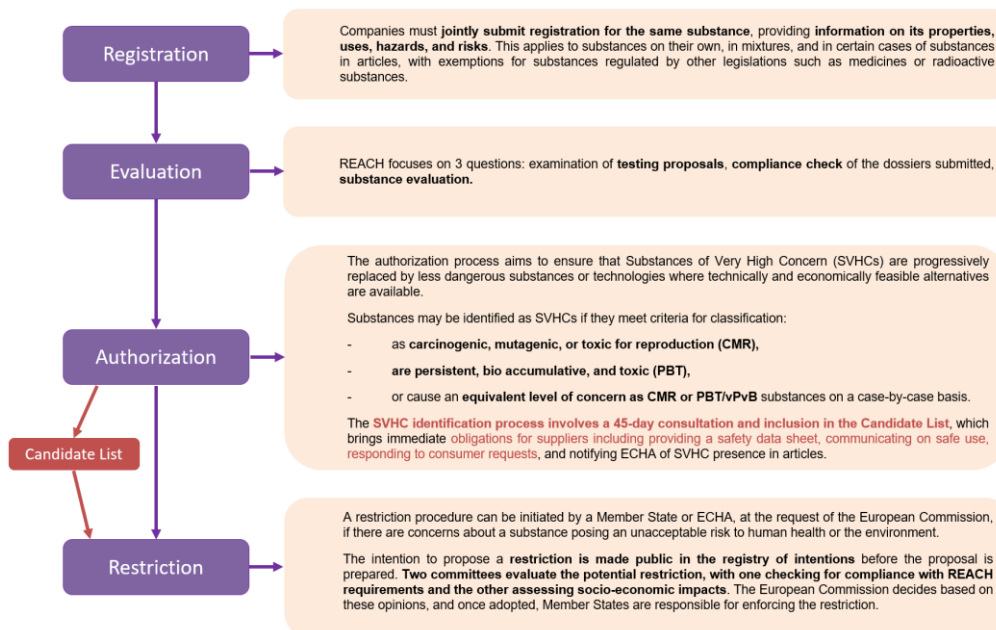 Registration
Companies must jointly submit registration for the same substance, providing information on its properties,
uses, hazards, and risks. This applies to substances on their own, in mixtures, and in certain cases of substances
in articles, with exemptions for substances regulated by other legislations such as medicines or radioactive
substances.
Evaluation
REACH focuses on 3 questions: examination of testing proposals, compliance check of the dossiers submitted,
substance evaluation.
Authorization
The authorization process aims to ensure that Substances of Very High Concern (SVHCs) are progressively
replaced by less dangerous substances or technologies where technically and economically feasible alternatives
are available.
Substances may be identified as SVHCs if they meet criteria for classification:
- as carcinogenic, mutagenic, or toxic for reproduction (CMR),
- are persistent, bio accumulative, and toxic (PBT),
- or cause an equivalent level of concern as CMR or PBT/vPvB substances on a case-by-case basis.
The SVHC identification process involves a 45-day consultation and inclusion in the Candidate List, which
brings immediate obligations for suppliers including providing a safety data sheet, communicating on safe use,
responding to consumer requests, and notifying ECHA of SVHC presence in articles.
Candidate List
Restriction
A restriction procedure can be initiated by a Member State or ECHA, at the request of the European Commission,
if there are concerns about a substance posing an unacceptable risk to human health or the environment.
The intention to propose a restriction is made public in the registry of intentions before the proposal is
prepared. Two committees evaluate the potential restriction, with one checking for compliance with REACH
requirements and the other assessing socio-economic impacts. The European Commission decides based on
these opinions, and once adopted, Member States are responsible for enforcing the restriction.